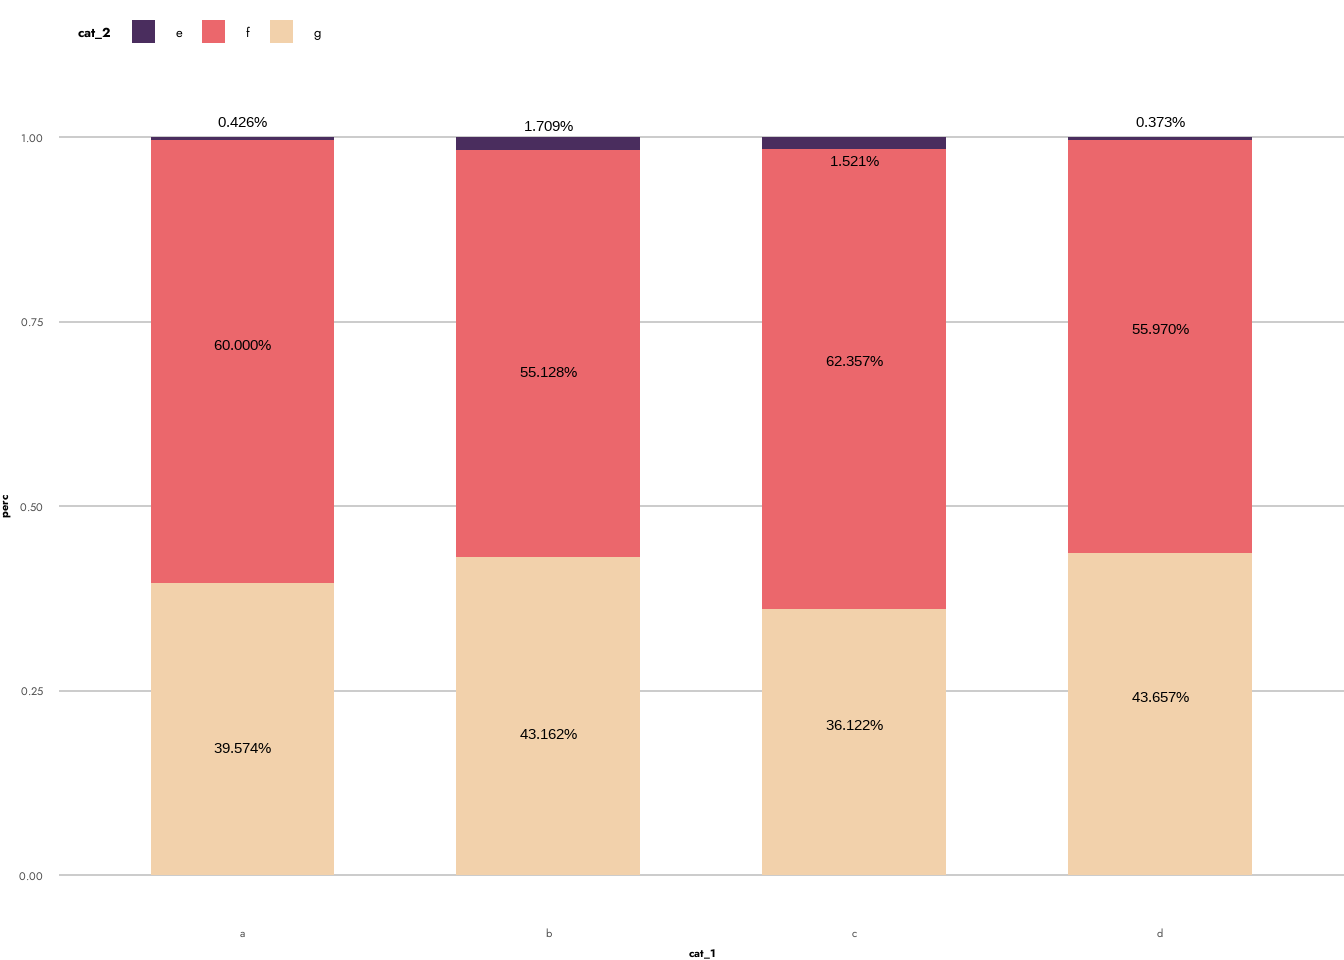 cat_2 e f g
0.426% 1.709% 0.373%
1.00
1.521%
0.75
55.970%
60.000%
62.357%
55.128%
perc
0.50
0.25
43.657%
36.122%
43.162%
39.574%
0.00
a b c d
cat_1